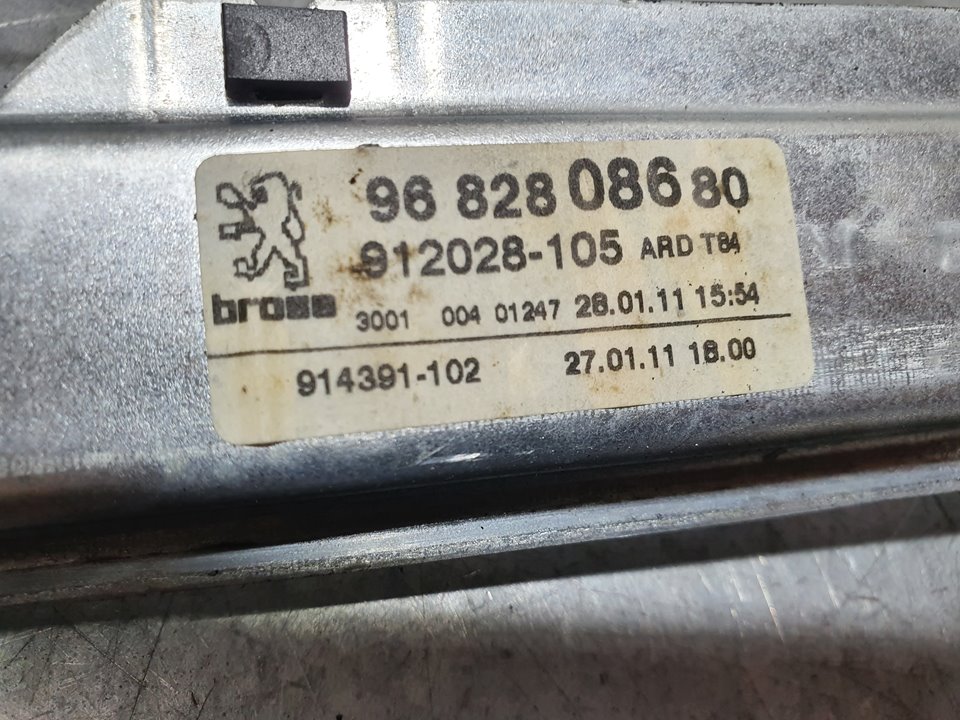 96 828 086 80
912028-105 ARD T84
brose
3001 004 01247 28.01.11 15:54
914391-102 27.01.11 18.00